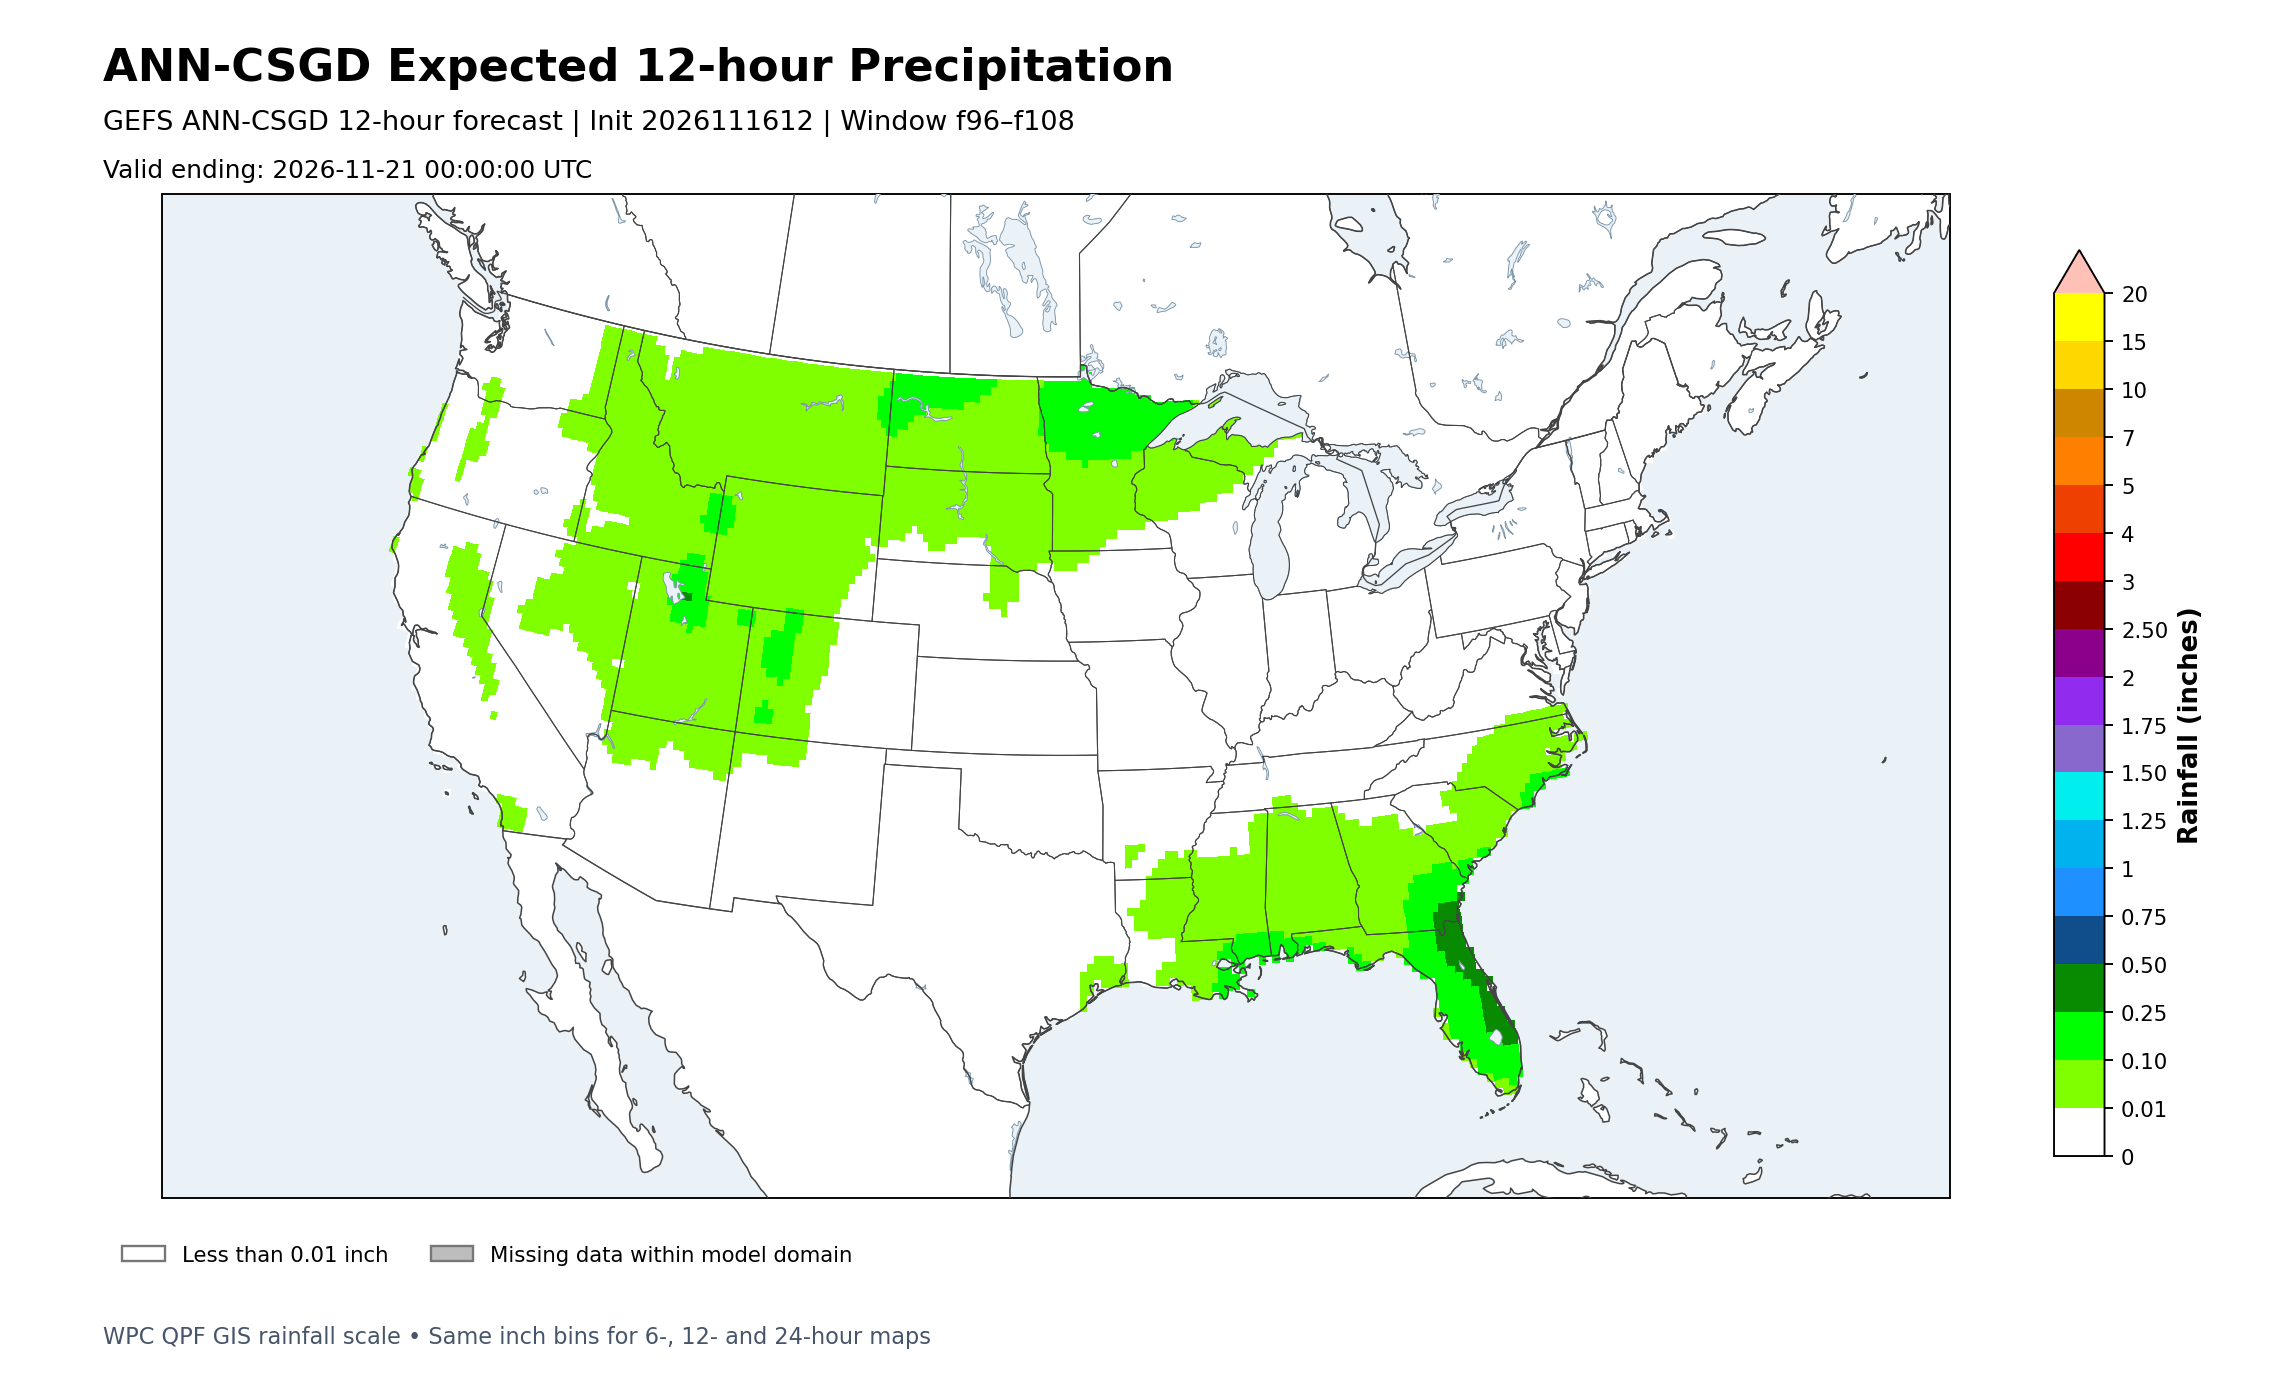 ANN-CSGD Expected 12-hour Precipitation
GEFS ANN-CSGD 12-hour forecast | Init 2026111612 | Window f96–f108
Valid ending: 2026-11-21 00:00:00 UTC
20
15
10
7
5
4
3
2.50
2
1.75
1.50
1.25
1
0.75
0.50
0.25
0.10
0.01
0
Rainfall (inches)
Less than 0.01 inch
Missing data within model domain
WPC QPF GIS rainfall scale • Same inch bins for 6-, 12- and 24-hour maps